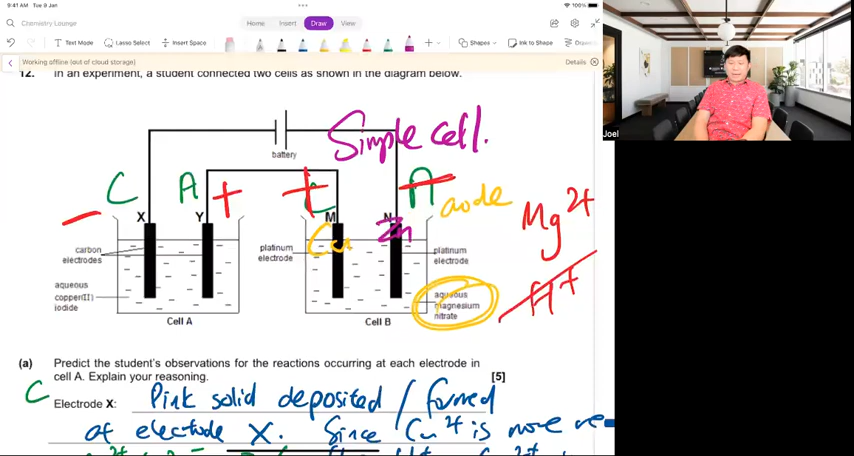 9:41 AM Tue 9 Jan
100%
Chemistry Lounge
Home Insert Draw View
Text Mode Lasso Select Insert Space Shapes Ink to Shape
Working offline (out of cloud storage)
Details
12. In an experiment, a student connected two cells as shown in the diagram below.
battery
Simple cell.
C A + C A
X Y M N
Cu Zn
Mg2+
H+
carbon
electrodes
platinum
electrode
platinum
electrode
aqueous
copper(II)
iodide
aqueous
magnesium
nitrate
Cell A
Cell B
Joel
(a) Predict the student's observations for the reactions occurring at each electrode in
cell A. Explain your reasoning. [5]
C Electrode X: Pink solid deposited / formed
at electrode X. Since Cu2+ is more